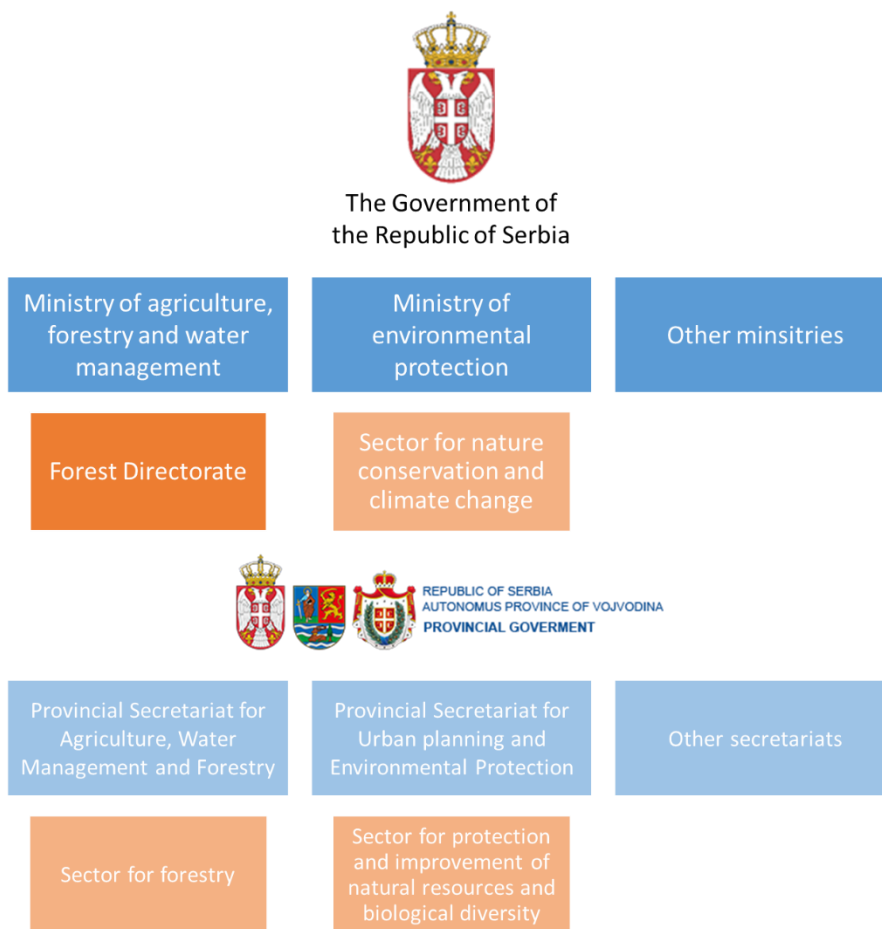 The Government of
the Republic of Serbia
Ministry of agriculture,
forestry and water
management
Ministry of
environmental
protection
Other minsitries
Forest Directorate
Sector for nature
conservation and
climate change
REPUBLIC OF SERBIA
AUTONOMUS PROVINCE OF VOJVODINA
PROVINCIAL GOVERMENT
Provincial Secretariat for
Agriculture, Water
Management and Forestry
Provincial Secretariat for
Urban planning and
Environmental Protection
Other secretariats
Sector for forestry
Sector for protection
and improvement of
natural resources and
biological diversity